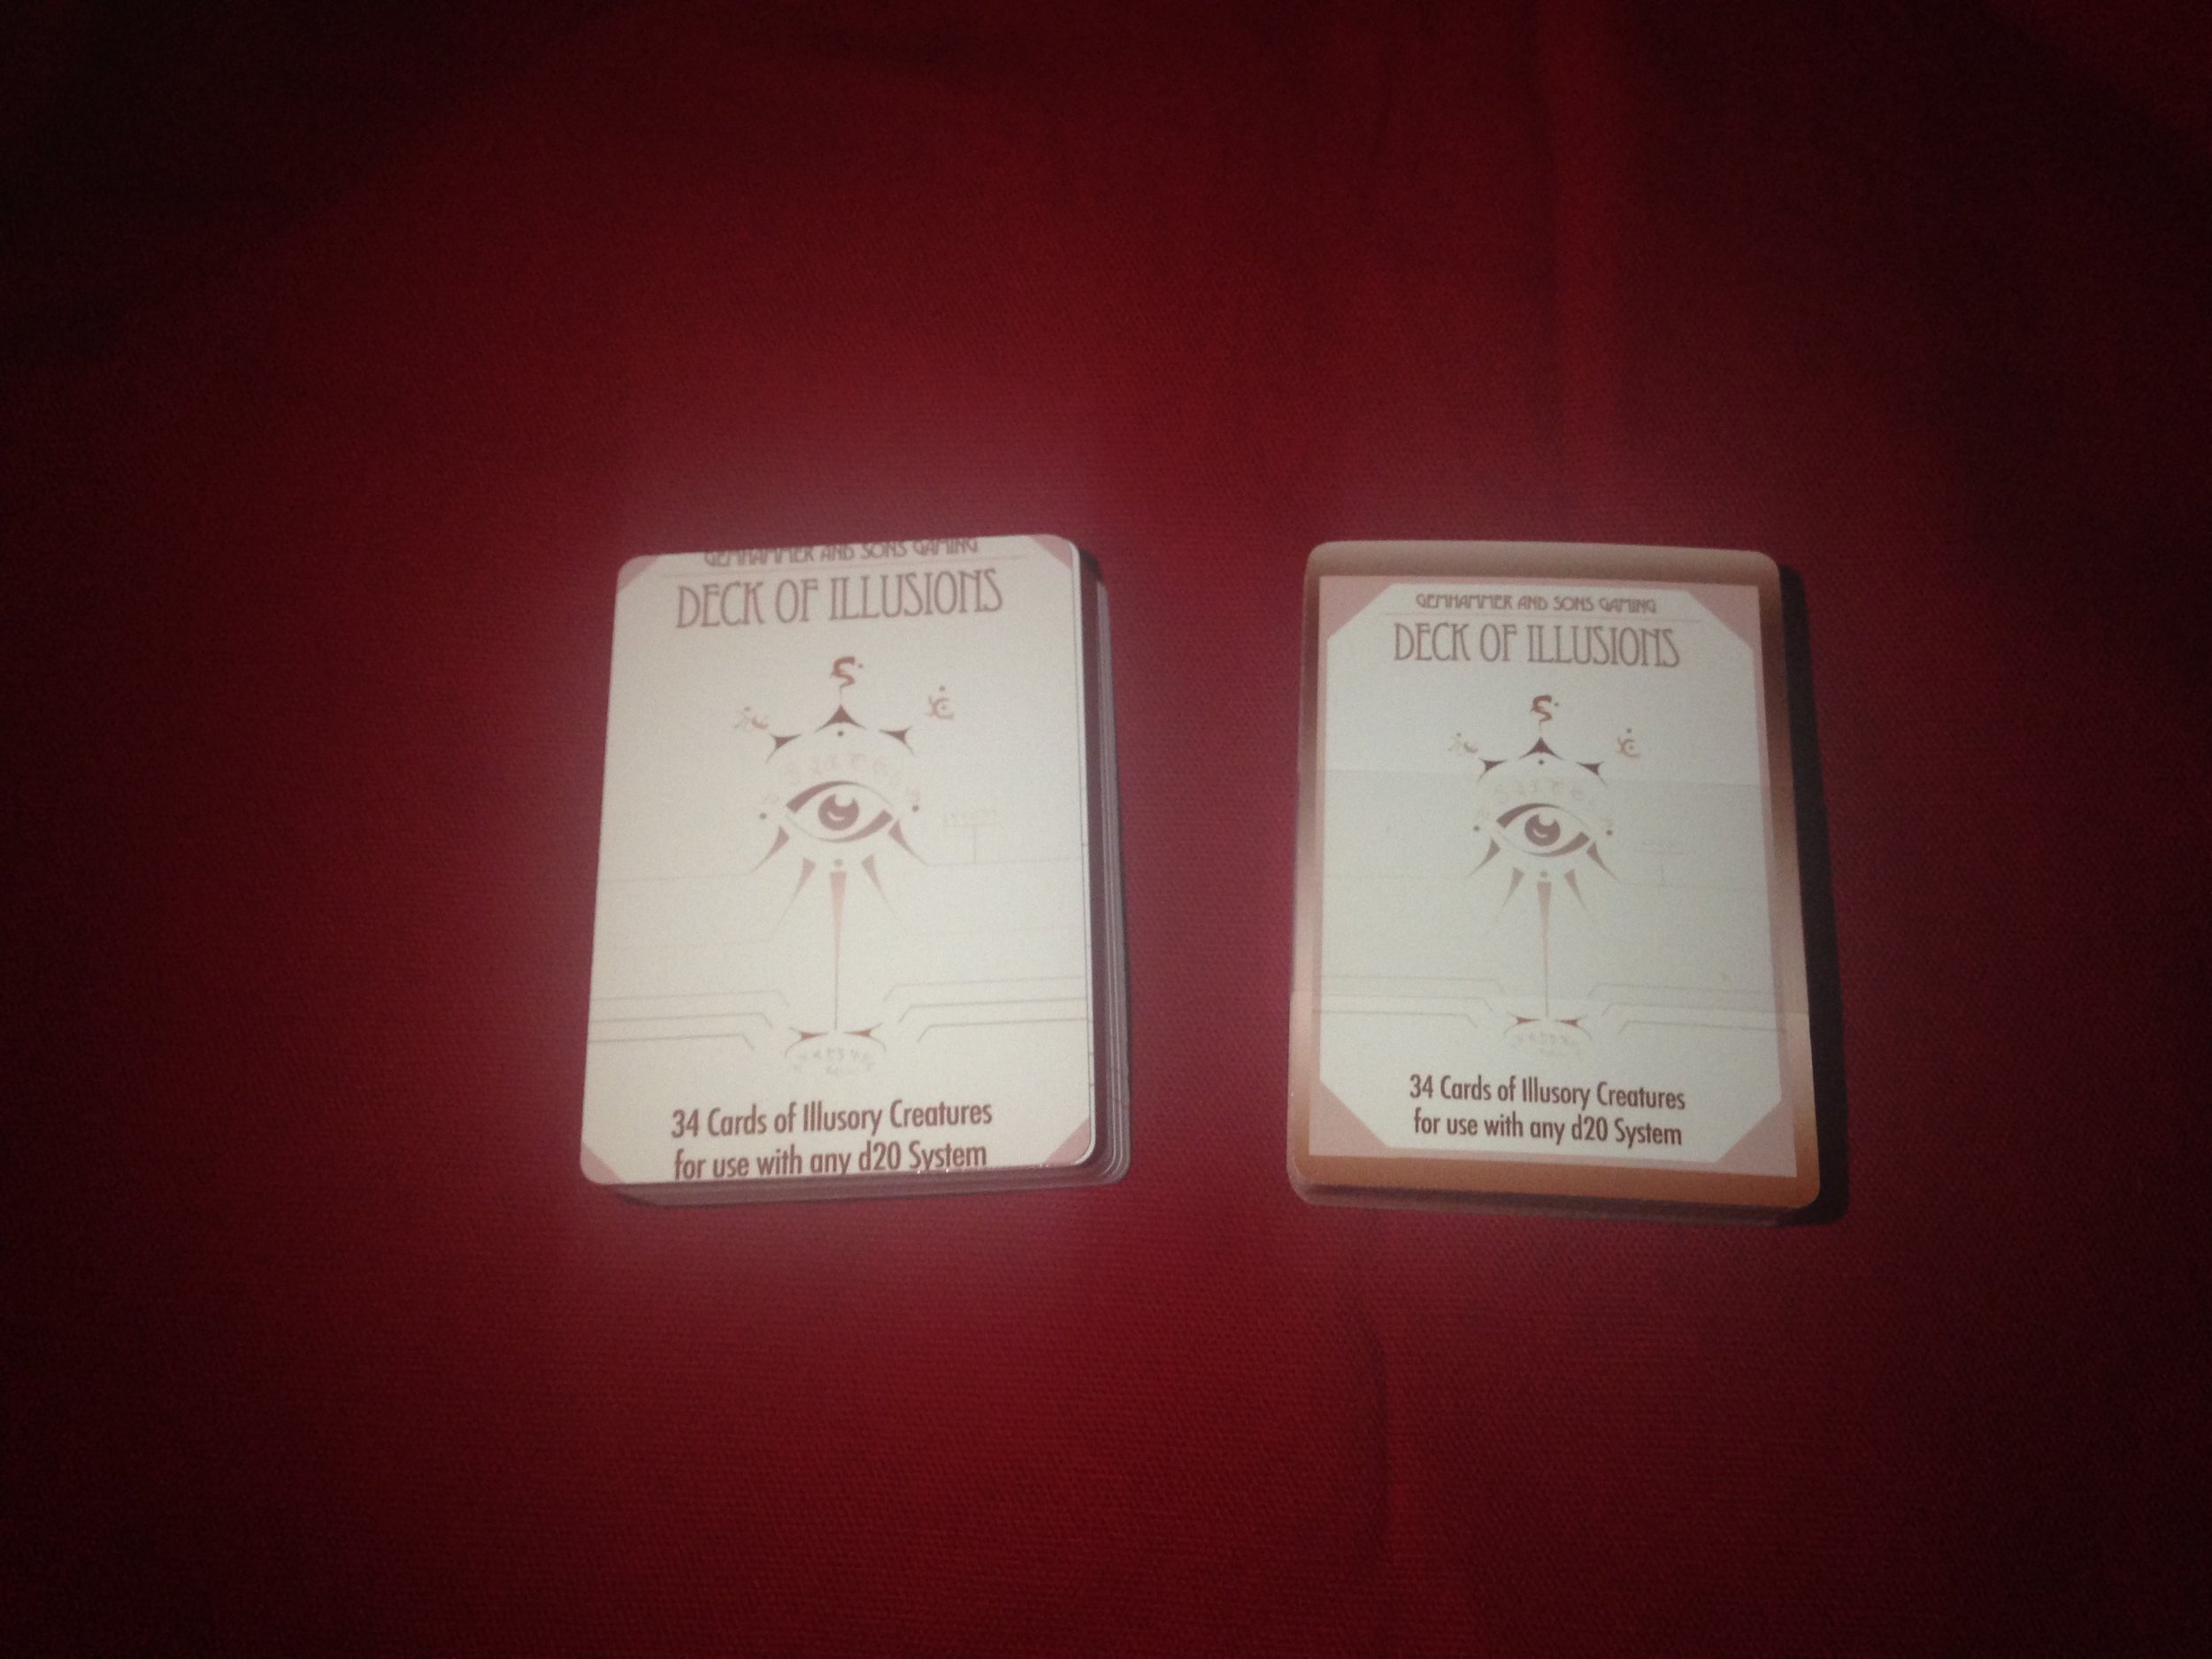 GEMHAMMER AND SONS GAMING
DECK OF ILLUSIONS
34 Cards of Illusory Creatures
for use with any d20 System
GEMHAMMER AND SONS GAMING
DECK OF ILLUSIONS
34 Cards of Illusory Creatures
for use with any d20 System